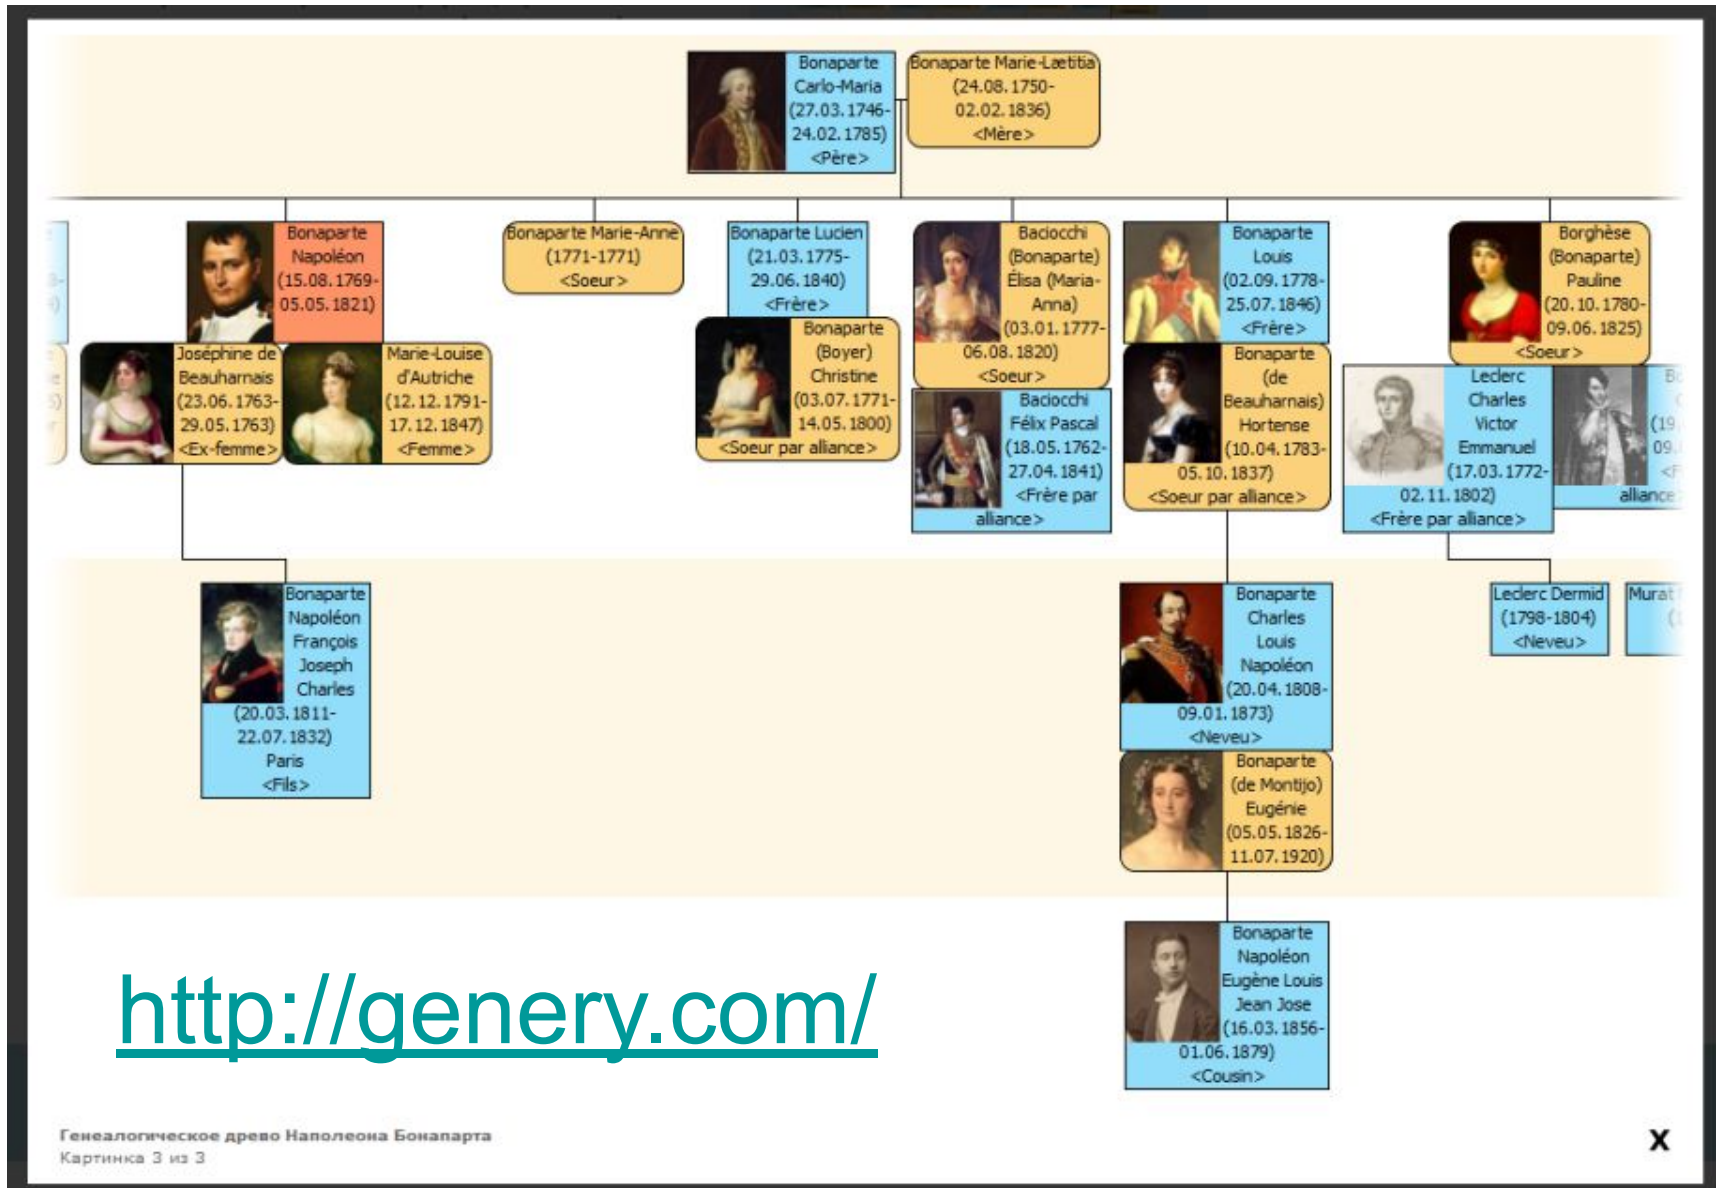 Bonaparte
Carlo-Maria
(27.03.1746-
24.02.1785)
<Père>
Bonaparte Marie-Lætitia
(24.08.1750-
02.02.1836)
<Mère>
Bonaparte
Napoléon
(15.08.1769-
05.05.1821)
Joséphine de
Beauharnais
(23.06.1763-
29.05.1763)
<Ex-femme>
Marie-Louise
d'Autriche
(12.12.1791-
17.12.1847)
<Femme>
Bonaparte Marie-Anne
(1771-1771)
<Soeur>
Bonaparte Lucien
(21.03.1775-
29.06.1840)
<Frère>
Bonaparte
(Boyer)
Christine
(03.07.1771-
14.05.1800)
<Soeur par alliance>
Baciocchi
(Bonaparte)
Élisa (Maria-
Anna)
(03.01.1777-
06.08.1820)
<Soeur>
Baciocchi
Félix Pascal
(18.05.1762-
27.04.1841)
<Frère par
alliance>
Bonaparte
Louis
(02.09.1778-
25.07.1846)
<Frère>
Bonaparte
(de
Beauharnais)
Hortense
(10.04.1783-
05.10.1837)
<Soeur par alliance>
Borghèse
(Bonaparte)
Pauline
(20.10.1780-
09.06.1825)
<Soeur>
Leclerc
Charles
Victor
Emmanuel
(17.03.1772-
02.11.1802)
<Frère par alliance>
alliance>
Bonaparte
Napoléon
François
Joseph
Charles
(20.03.1811-
22.07.1832)
Paris
<Fils>
Bonaparte
Charles
Louis
Napoléon
(20.04.1808-
09.01.1873)
<Neveu>
Bonaparte
(de Montijo)
Eugénie
(05.05.1826-
11.07.1920)
Leclerc Dermid
(1798-1804)
<Neveu>
Murat
Bonaparte
Napoléon
Eugène Louis
Jean Jose
(16.03.1856-
01.06.1879)
<Cousin>
http://genery.com/
Генеалогическое древо Наполеона Бонапарта
Картинка 3 из 3
X